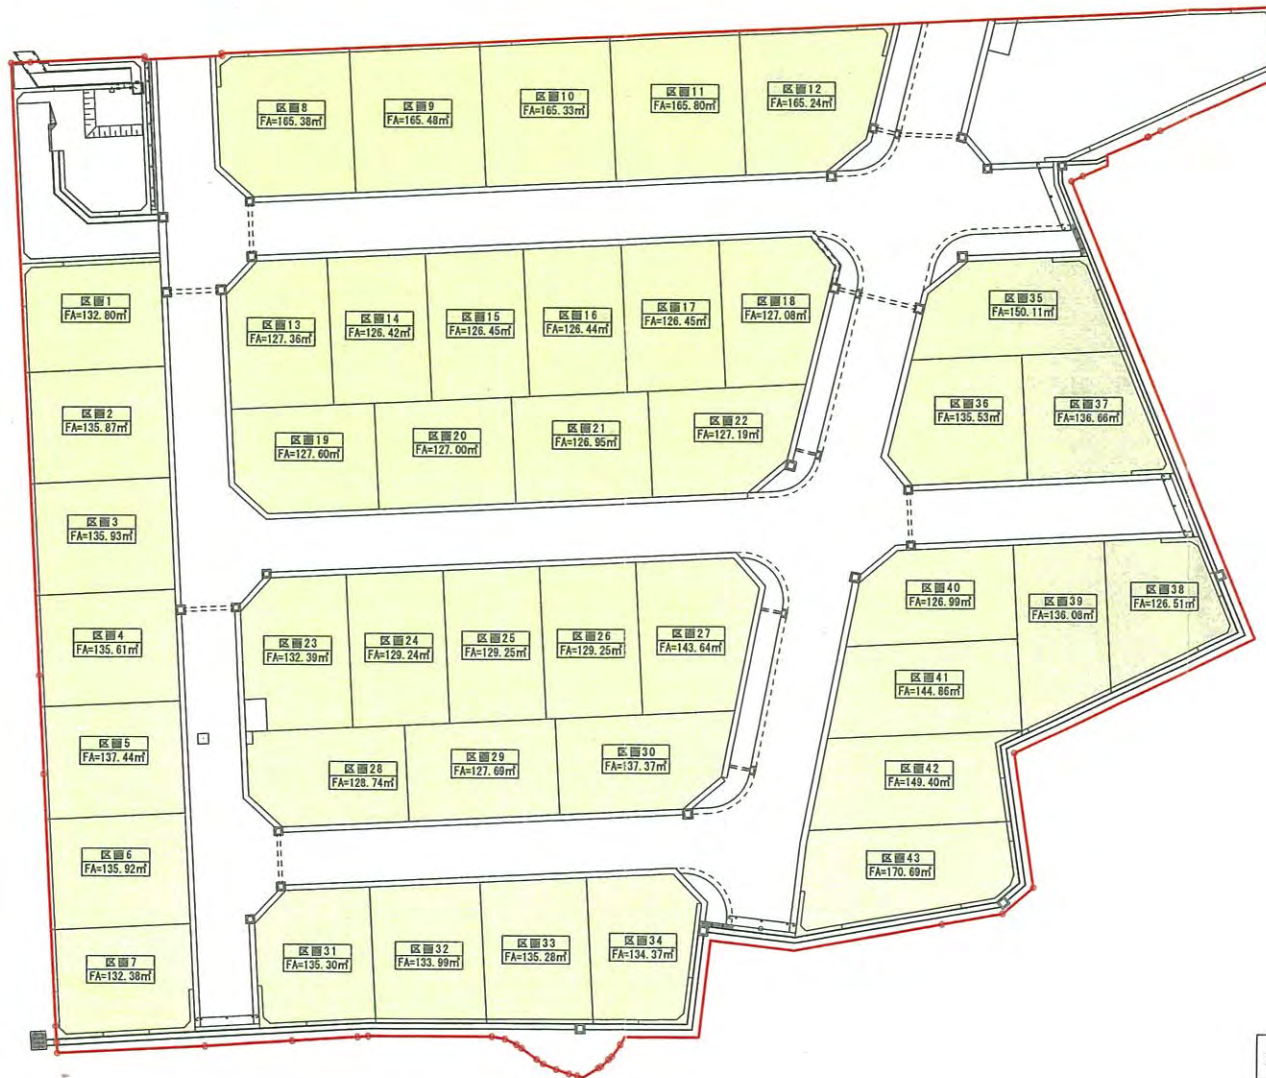 区画8
FA=165.38㎡
区画9
FA=165.48㎡
区画10
FA=165.33㎡
区画11
FA=165.80㎡
区画12
FA=165.24㎡
区画1
FA=132.80㎡
区画2
FA=135.87㎡
区画3
FA=135.93㎡
区画4
FA=135.61㎡
区画5
FA=137.44㎡
区画6
FA=135.92㎡
区画7
FA=132.38㎡
区画13
FA=127.36㎡
区画14
FA=126.42㎡
区画15
FA=126.45㎡
区画16
FA=126.44㎡
区画17
FA=126.45㎡
区画18
FA=127.08㎡
区画19
FA=127.60㎡
区画20
FA=127.00㎡
区画21
FA=126.95㎡
区画22
FA=127.19㎡
区画35
FA=150.11㎡
区画36
FA=135.53㎡
区画37
FA=136.66㎡
区画23
FA=132.39㎡
区画24
FA=129.24㎡
区画25
FA=129.25㎡
区画26
FA=129.25㎡
区画27
FA=143.64㎡
区画28
FA=128.74㎡
区画29
FA=127.69㎡
区画30
FA=137.37㎡
区画40
FA=126.99㎡
区画39
FA=136.08㎡
区画38
FA=126.51㎡
区画41
FA=144.86㎡
区画42
FA=149.40㎡
区画43
FA=170.69㎡
区画31
FA=135.30㎡
区画32
FA=133.99㎡
区画33
FA=135.28㎡
区画34
FA=134.37㎡